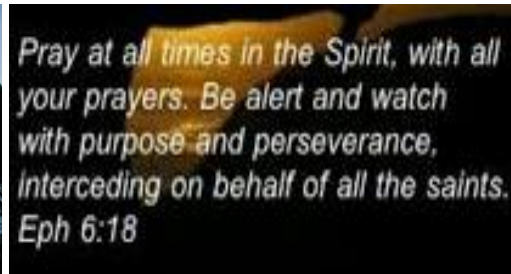 Pray at all times in the Spirit, with all
your prayers. Be alert and watch
with purpose and perseverance,
interceding on behalf of all the saints.
Eph 6:18